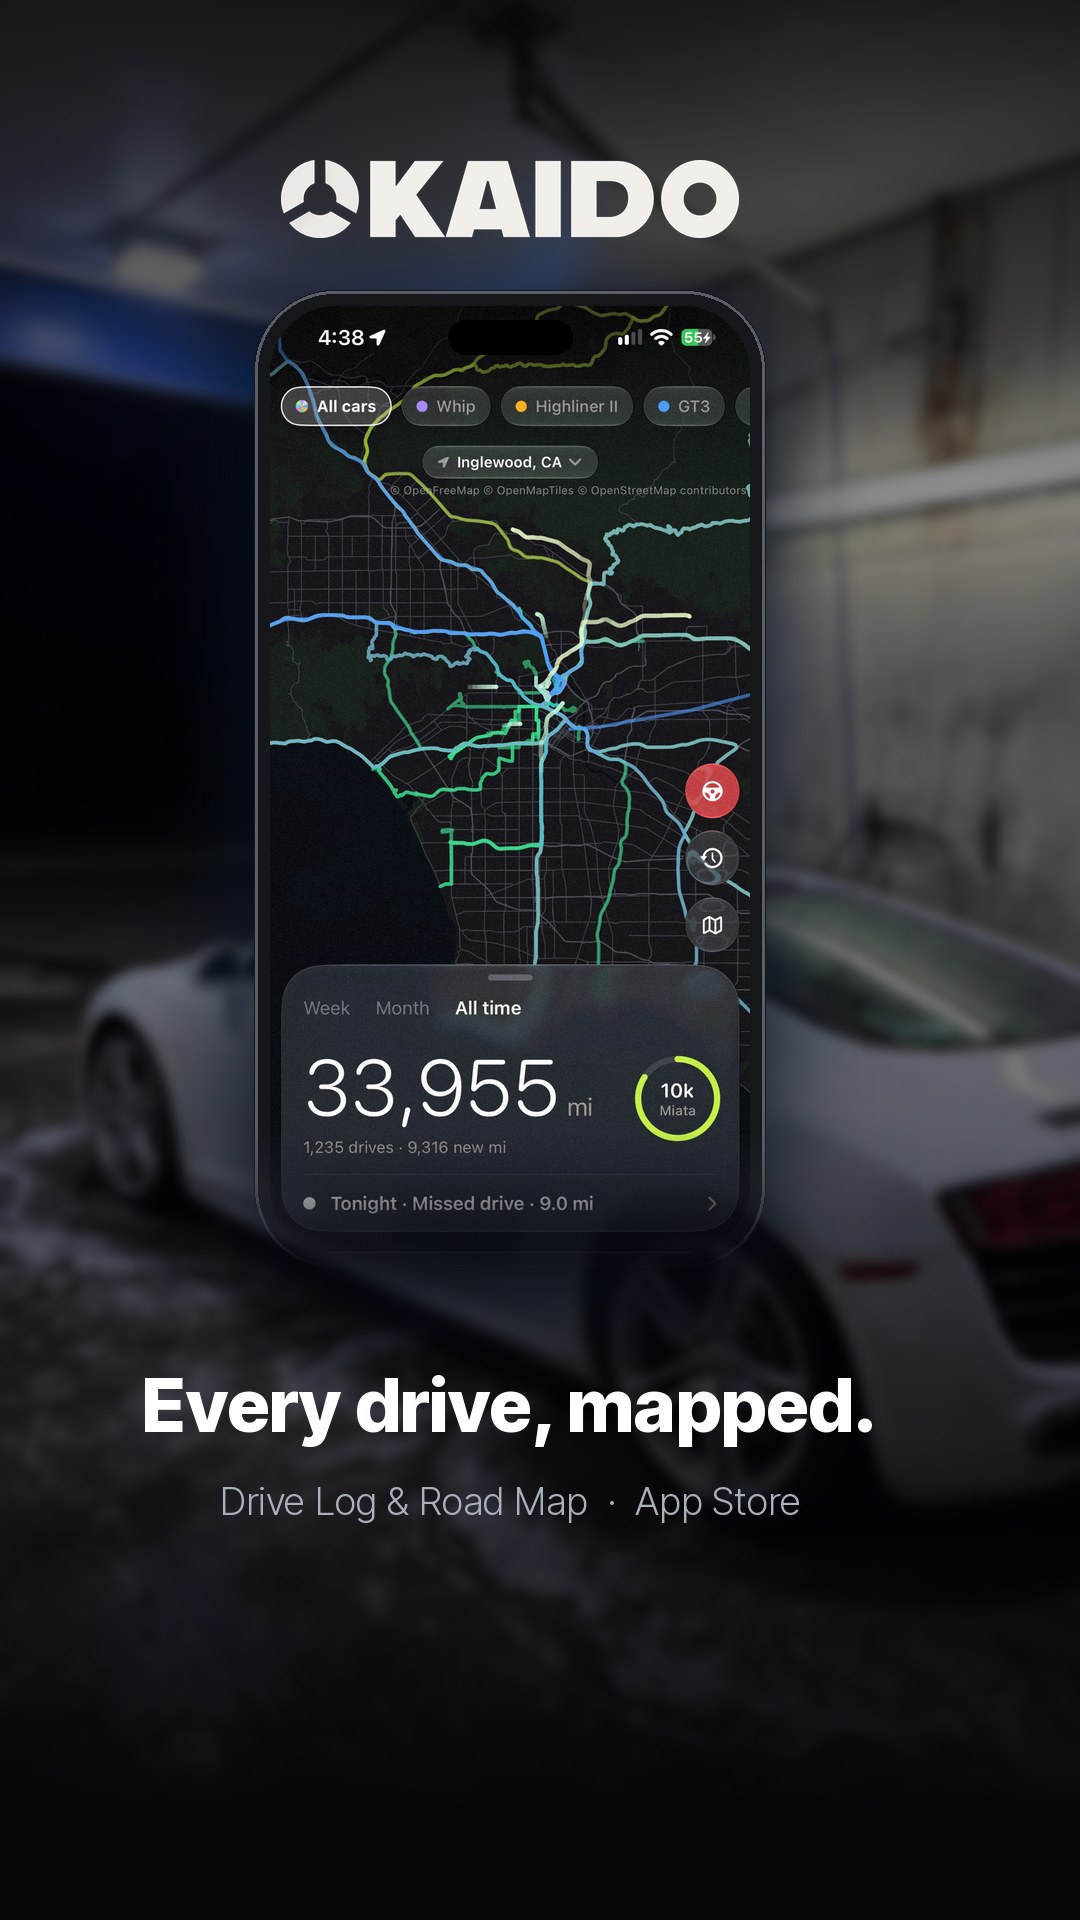 KAIDO
4:38
55
All cars
Whip
Highliner II
GT3
Inglewood, CA
© OpenFreeMap © OpenMapTiles © OpenStreetMap contributors
Week Month All time
33,955 mi
10k
Miata
1,235 drives · 9,316 new mi
Tonight · Missed drive · 9.0 mi
Every drive, mapped.
Drive Log & Road Map · App Store